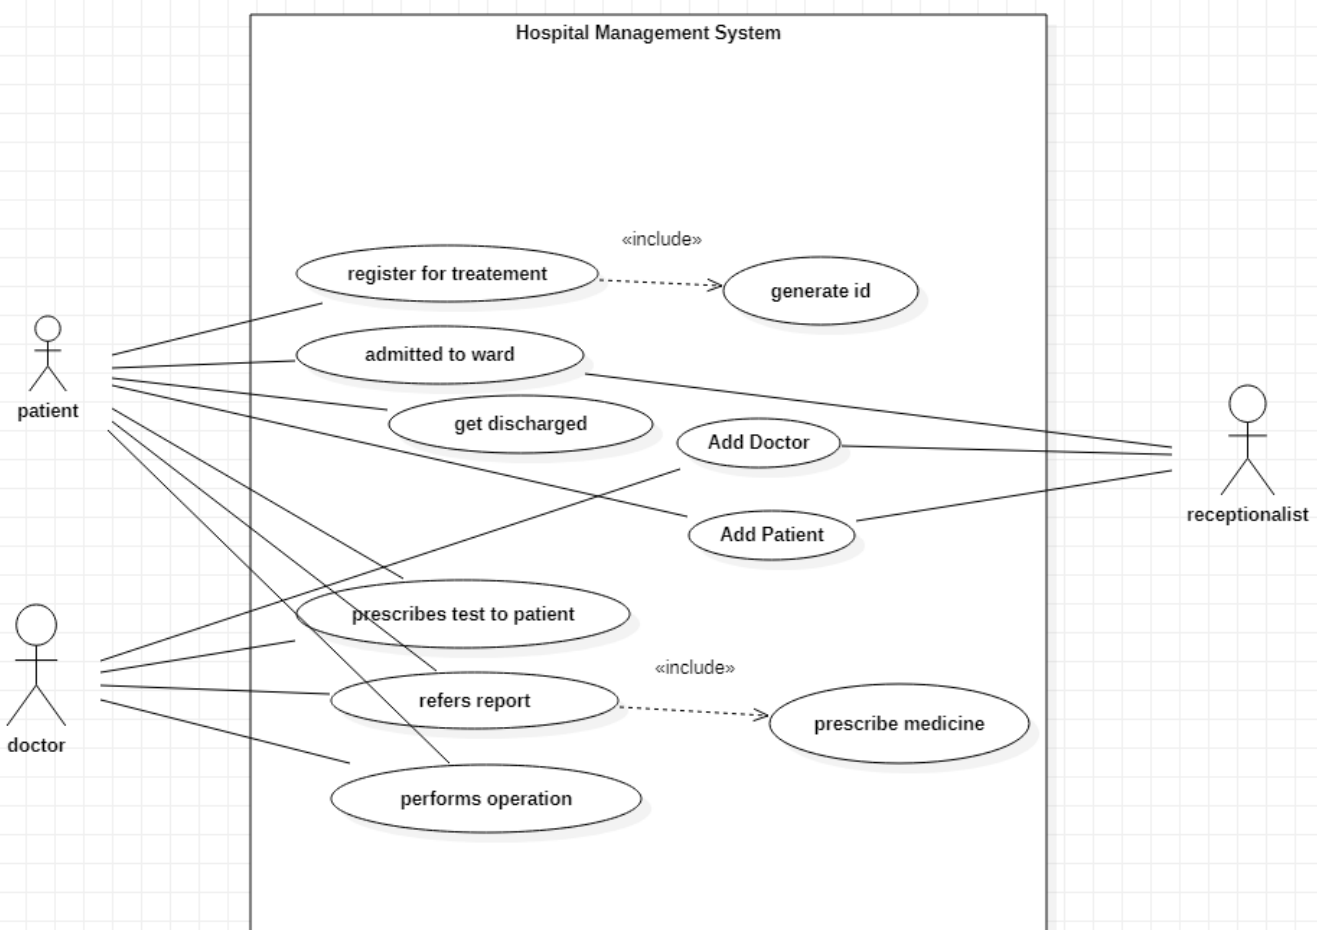 Hospital Management System
«include»
register for treatement
generate id
admitted to ward
patient
get discharged
Add Doctor
receptionalist
Add Patient
prescribes test to patient
«include»
refers report
prescribe medicine
doctor
performs operation